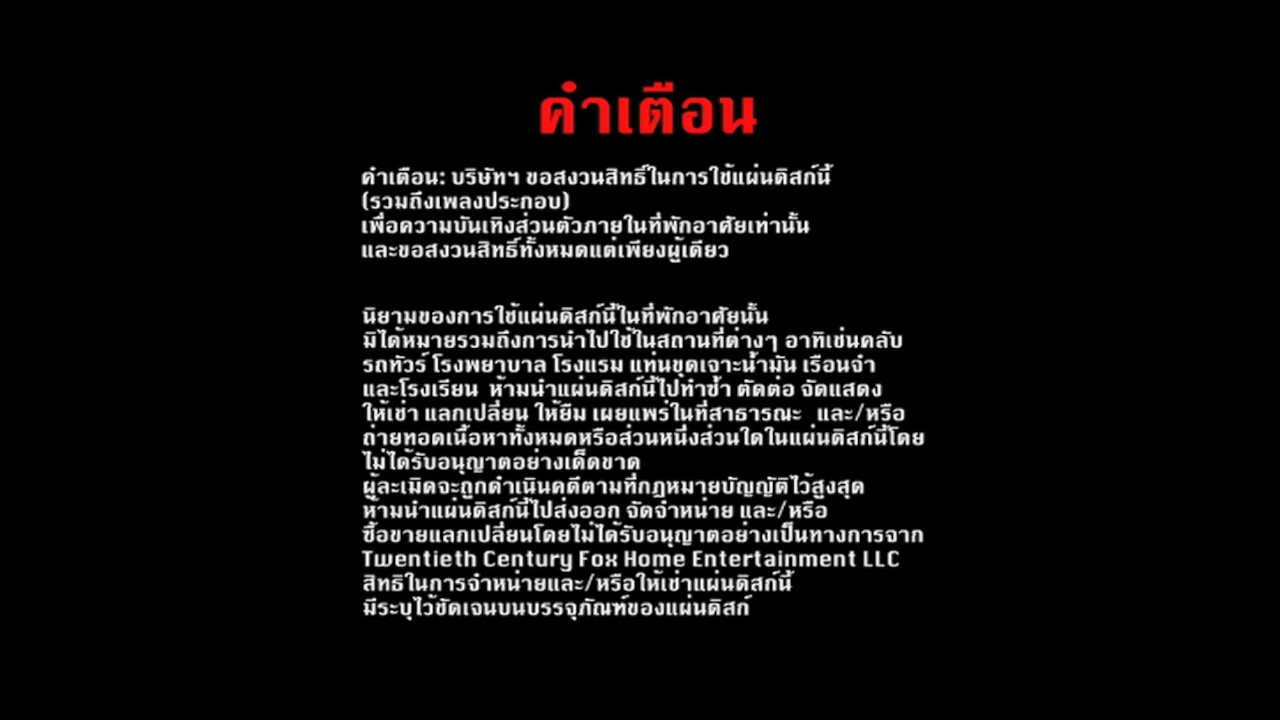 คำเตือน
คำเตือน: บริษัทฯ ขอสงวนสิทธิ์ในการใช้แผ่นดิสก์นี้
(รวมถึงเพลงประกอบ)
เพื่อความบันเทิงส่วนตัวภายในที่พักอาศัยเท่านั้น
และขอสงวนสิทธิ์ทั้งหมดแต่เพียงผู้เดียว
นิยามของการใช้แผ่นดิสก์นี้ในที่พักอาศัยนั้น
มิได้หมายรวมถึงการนำไปใช้ในสถานที่ต่างๆ อาทิเช่นคลับ
รถทัวร์ โรงพยาบาล โรงแรม แท่นขุดเจาะน้ำมัน เรือนจำ
และโรงเรียน ห้ามนำแผ่นดิสก์นี้ไปทำซ้ำ ตัดต่อ จัดแสดง
ให้เช่า แลกเปลี่ยน ให้ยืม เผยแพร่ในที่สาธารณะ และ/หรือ
ถ่ายทอดเนื้อหาทั้งหมดหรือส่วนหนึ่งส่วนใดในแผ่นดิสก์นี้โดย
ไม่ได้รับอนุญาตอย่างเด็ดขาด
ผู้ละเมิดจะถูกดำเนินคดีตามที่กฎหมายบัญญัติไว้สูงสุด
ห้ามนำแผ่นดิสก์นี้ไปส่งออก จัดจำหน่าย และ/หรือ
ซื้อขายแลกเปลี่ยนโดยไม่ได้รับอนุญาตอย่างเป็นทางการจาก
Twentieth Century Fox Home Entertainment LLC
สิทธิในการจำหน่ายและ/หรือให้เช่าแผ่นดิสก์นี้
มีระบุไว้ชัดเจนบนบรรจุภัณฑ์ของแผ่นดิสก์